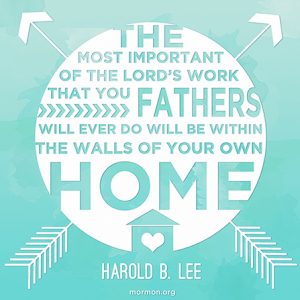 THE
MOST IMPORTANT
OF THE LORD'S WORK
THAT YOU FATHERS
WILL EVER DO WILL BE WITHIN
THE WALLS OF YOUR OWN
HOME
HAROLD B. LEE
mormon.org